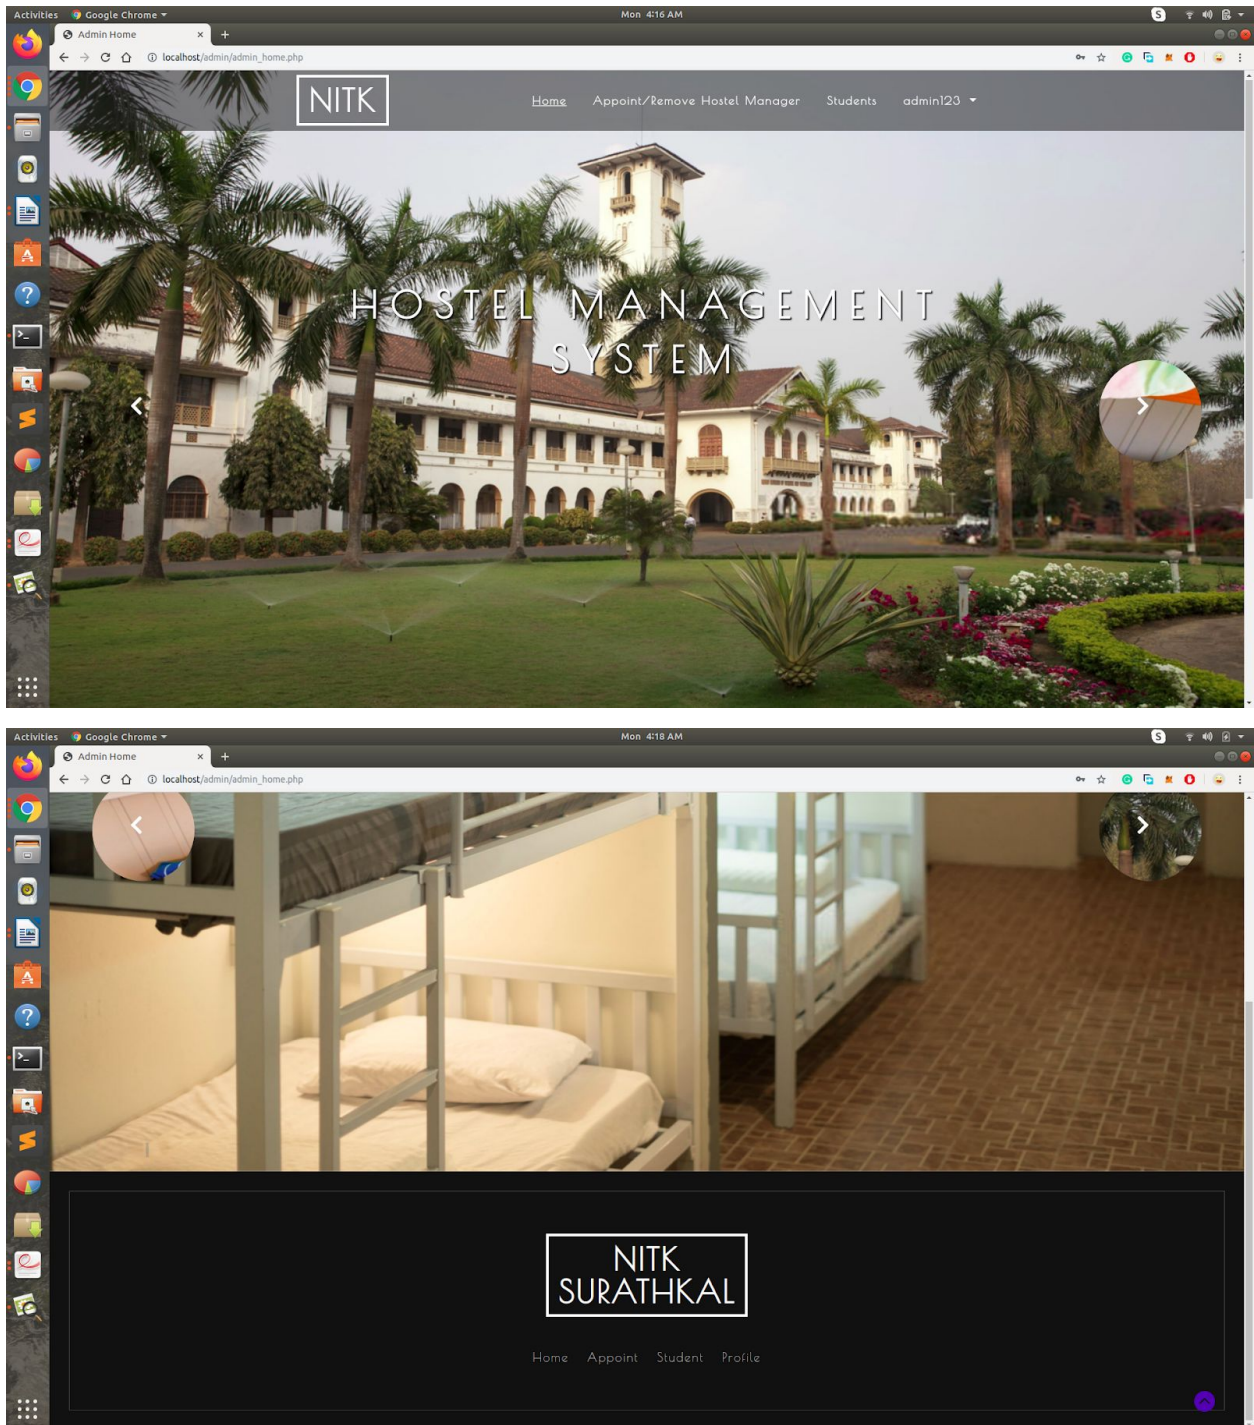 Activities Google Chrome Mon 4:16 AM S
Admin Home × +
localhost/admin/admin_home.php
NITK Home Appoint/Remove Hostel Manager Students admin123
HOSTEL MANAGEMENT
SYSTEM
Activities Google Chrome Mon 4:18 AM S
Admin Home × +
localhost/admin/admin_home.php
NITK
SURATHKAL
Home Appoint Student Profile